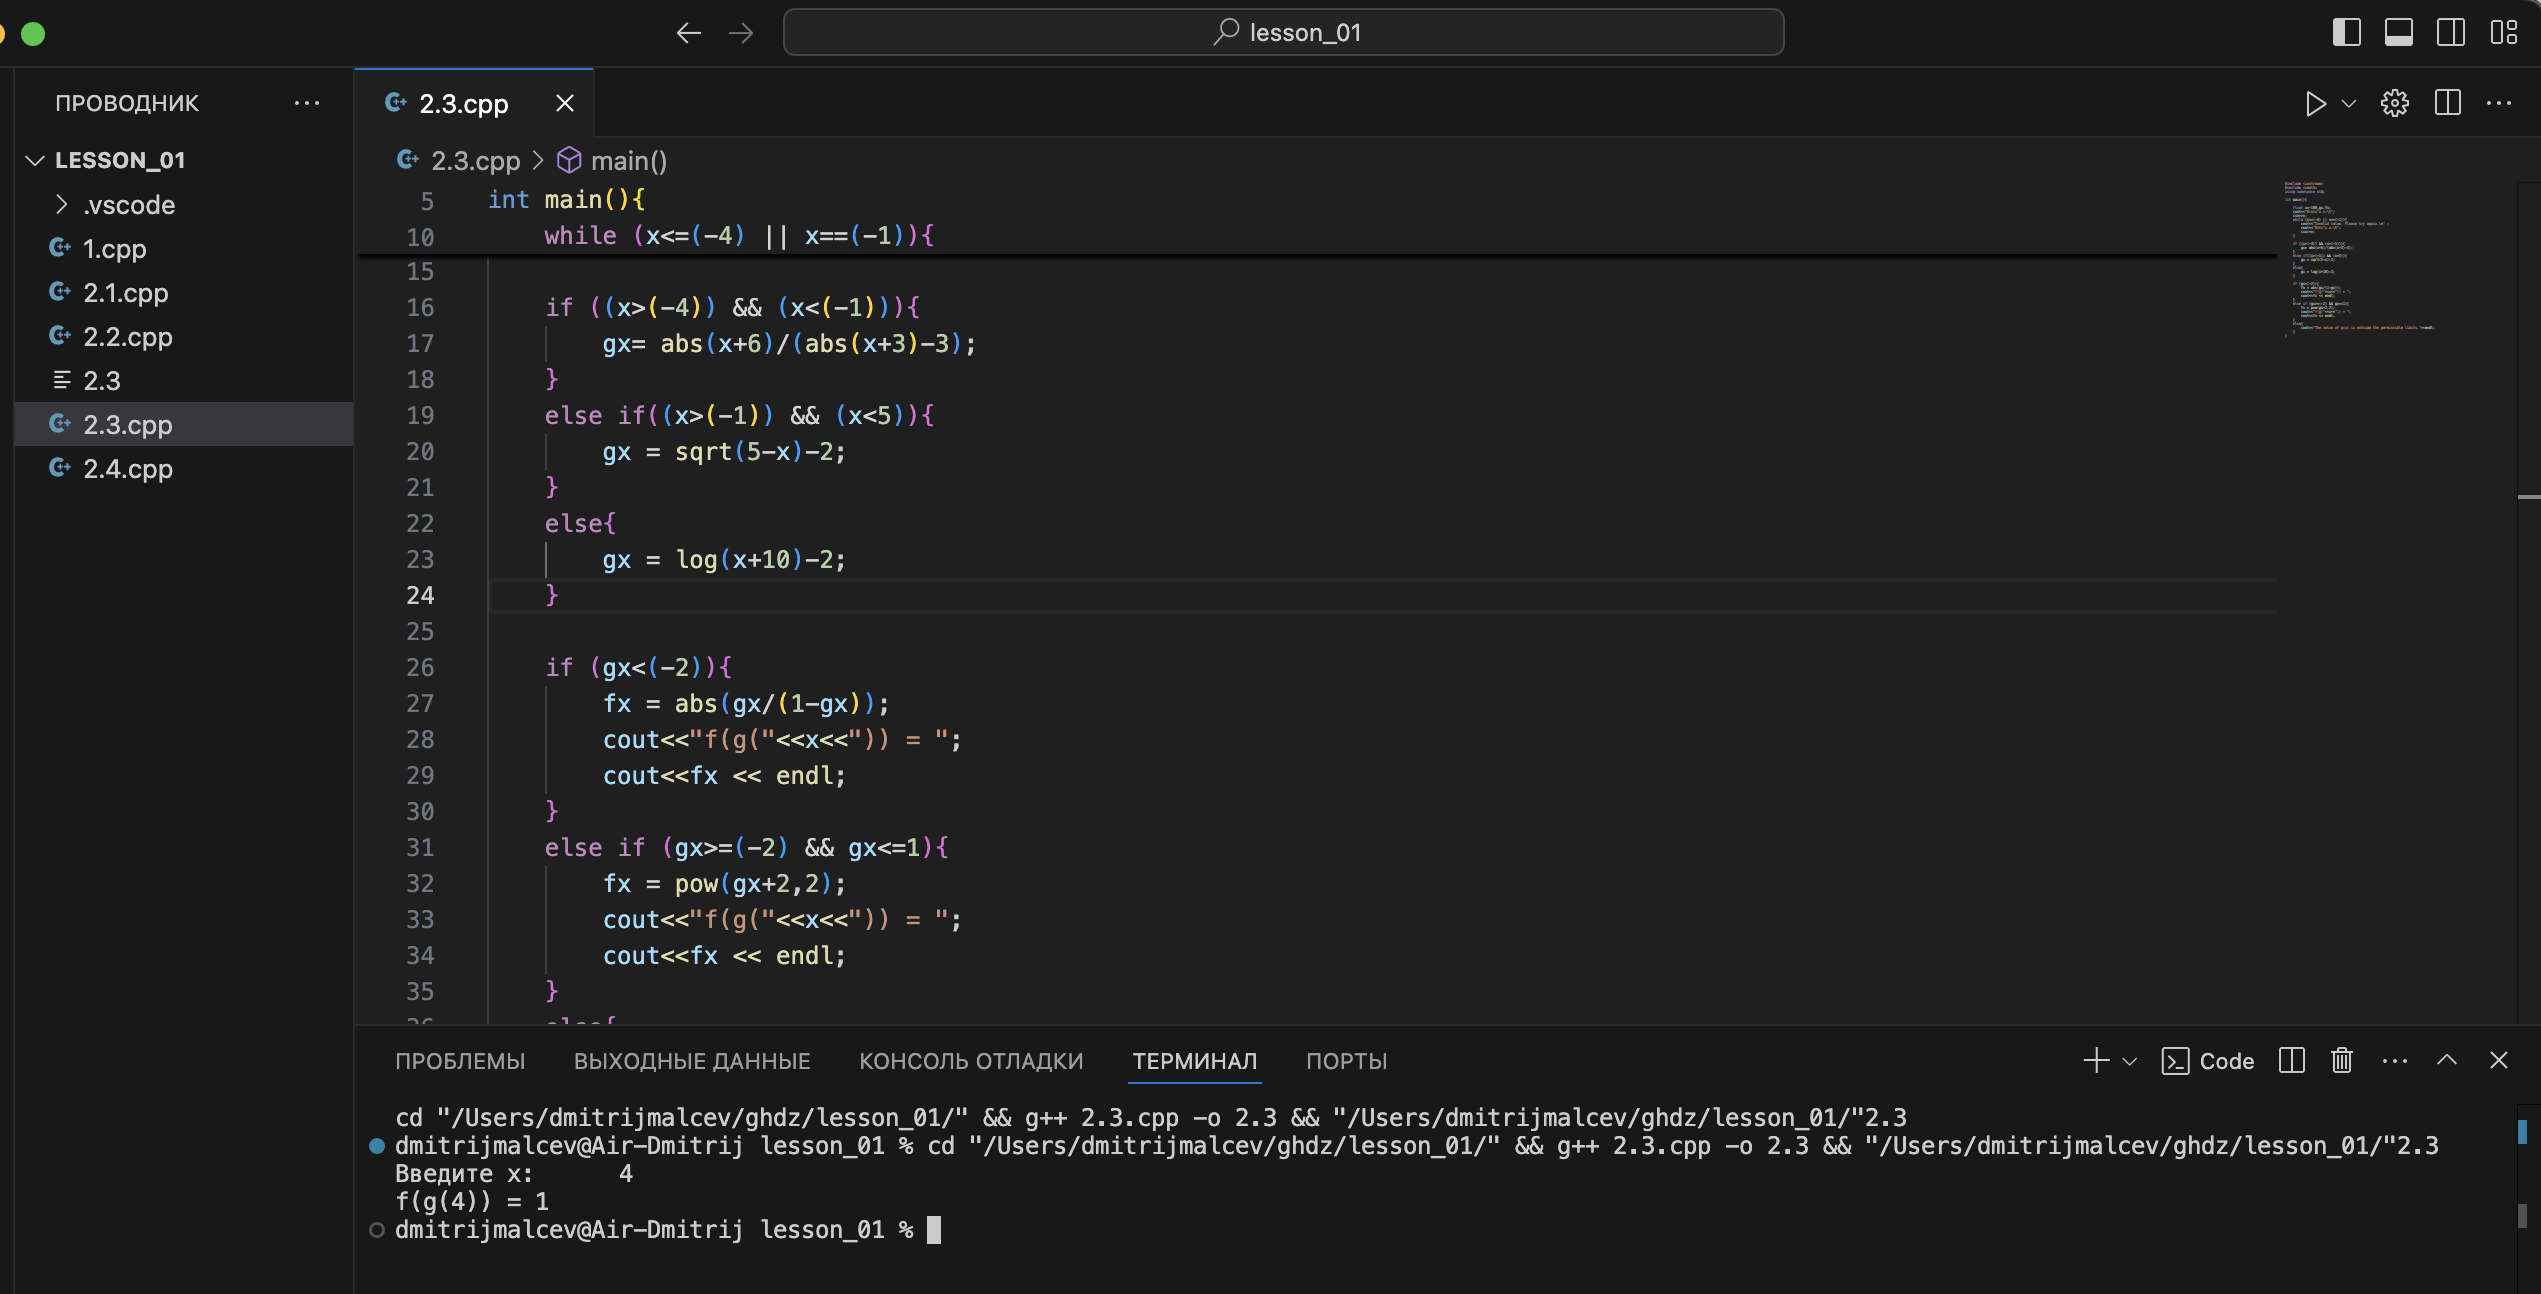 lesson_01
ПРОВОДНИК
LESSON_01
.vscode
1.cpp
2.1.cpp
2.2.cpp
2.3
2.3.cpp
2.4.cpp
2.3.cpp
2.3.cpp > main()
5 int main(){
10 while (x<=(-4) || x==(-1)){
15
16 if ((x>(-4)) && (x<(-1))){
17 gx= abs(x+6)/(abs(x+3)-3);
18 }
19 else if((x>(-1)) && (x<5)){
20 gx = sqrt(5-x)-2;
21 }
22 else{
23 gx = log(x+10)-2;
24 }
25
26 if (gx<(-2)){
27 fx = abs(gx/(1-gx));
28 cout<<"f(g("<<x<<")) = ";
29 cout<<fx << endl;
30 }
31 else if (gx>=(-2) && gx<=1){
32 fx = pow(gx+2,2);
33 cout<<"f(g("<<x<<")) = ";
34 cout<<fx << endl;
35 }
36 else{
ПРОБЛЕМЫ ВЫХОДНЫЕ ДАННЫЕ КОНСОЛЬ ОТЛАДКИ ТЕРМИНАЛ ПОРТЫ Code
cd "/Users/dmitrijmalcev/ghdz/lesson_01/" && g++ 2.3.cpp -o 2.3 && "/Users/dmitrijmalcev/ghdz/lesson_01/"2.3
dmitrijmalcev@Air-Dmitrij lesson_01 % cd "/Users/dmitrijmalcev/ghdz/lesson_01/" && g++ 2.3.cpp -o 2.3 && "/Users/dmitrijmalcev/ghdz/lesson_01/"2.3
Введите x: 4
f(g(4)) = 1
dmitrijmalcev@Air-Dmitrij lesson_01 %